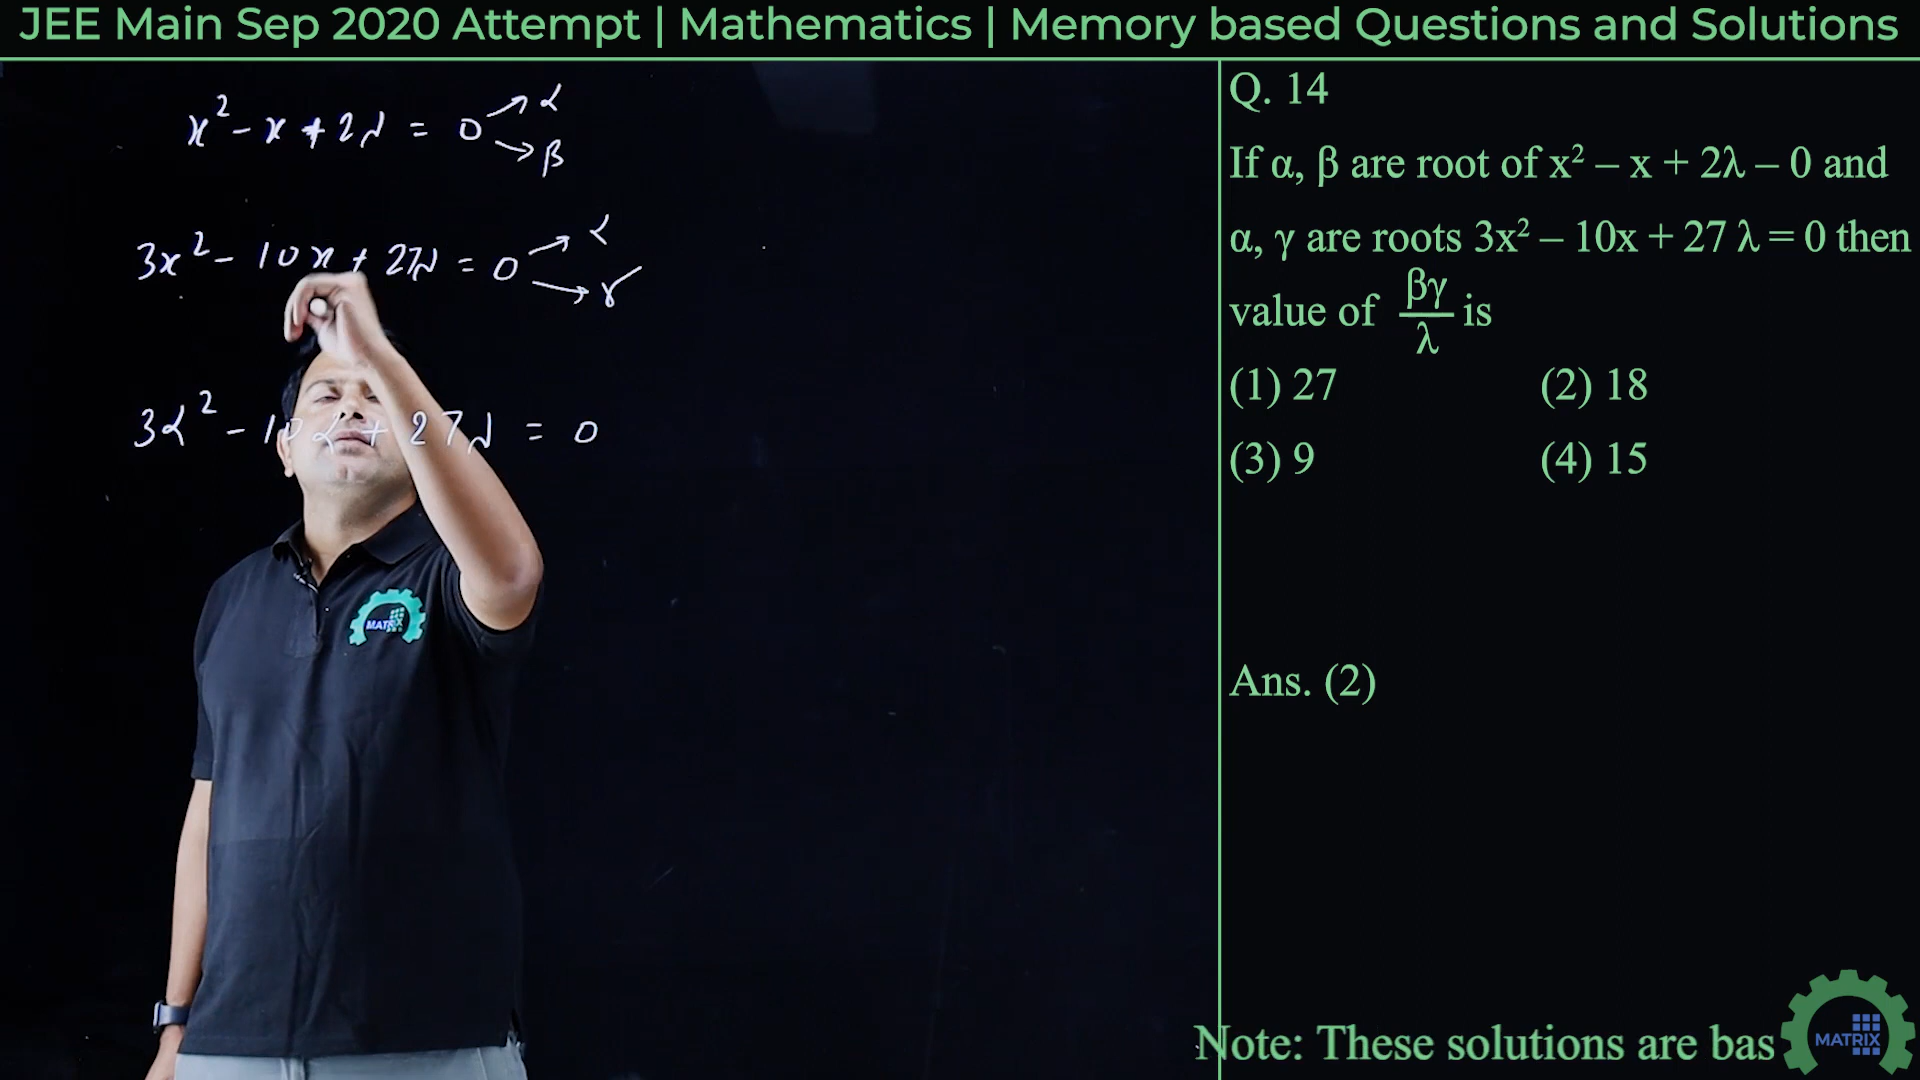 JEE Main Sep 2020 Attempt | Mathematics | Memory based Questions and Solutions
x² - x + 2λ = 0 → α
→ β
3x² - 10x + 27λ = 0 → α
→ γ
3α² - 10α + 27λ = 0
MATRIX
Q. 14
If α, β are root of x² – x + 2λ – 0 and
α, γ are roots 3x² – 10x + 27 λ = 0 then
value of βγ/λ is
(1) 27 (2) 18
(3) 9 (4) 15
Ans. (2)
Note: These solutions are bas
MATRIX